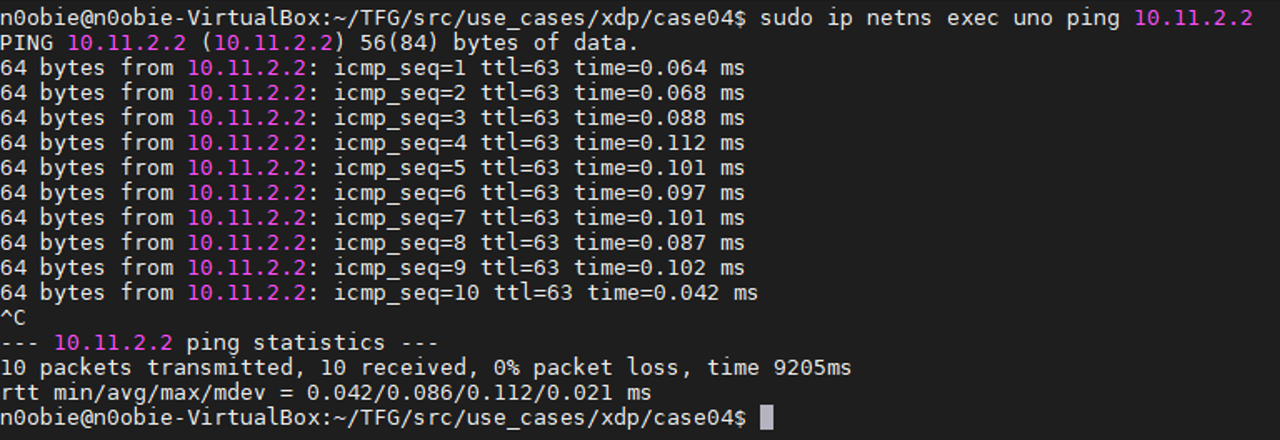 n0obie@n0obie-VirtualBox:~/TFG/src/use_cases/xdp/case04$ sudo ip netns exec uno ping 10.11.2.2
PING 10.11.2.2 (10.11.2.2) 56(84) bytes of data.
64 bytes from 10.11.2.2: icmp_seq=1 ttl=63 time=0.064 ms
64 bytes from 10.11.2.2: icmp_seq=2 ttl=63 time=0.068 ms
64 bytes from 10.11.2.2: icmp_seq=3 ttl=63 time=0.088 ms
64 bytes from 10.11.2.2: icmp_seq=4 ttl=63 time=0.112 ms
64 bytes from 10.11.2.2: icmp_seq=5 ttl=63 time=0.101 ms
64 bytes from 10.11.2.2: icmp_seq=6 ttl=63 time=0.097 ms
64 bytes from 10.11.2.2: icmp_seq=7 ttl=63 time=0.101 ms
64 bytes from 10.11.2.2: icmp_seq=8 ttl=63 time=0.087 ms
64 bytes from 10.11.2.2: icmp_seq=9 ttl=63 time=0.102 ms
64 bytes from 10.11.2.2: icmp_seq=10 ttl=63 time=0.042 ms
^C
--- 10.11.2.2 ping statistics ---
10 packets transmitted, 10 received, 0% packet loss, time 9205ms
rtt min/avg/max/mdev = 0.042/0.086/0.112/0.021 ms
n0obie@n0obie-VirtualBox:~/TFG/src/use_cases/xdp/case04$